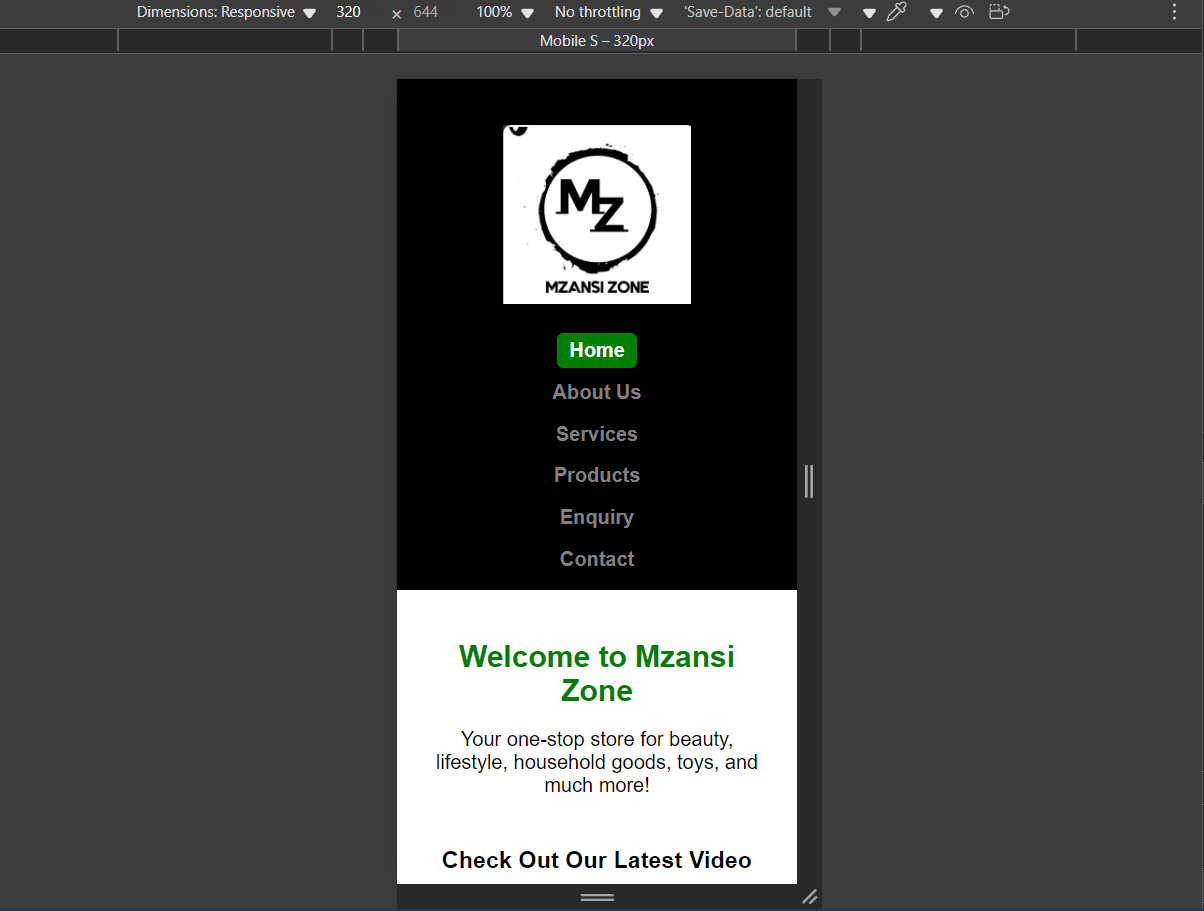 Dimensions: Responsive 320 × 644 100% No throttling 'Save-Data': default
Mobile S – 320px
MZ
MZANSI ZONE
Home
About Us
Services
Products
Enquiry
Contact
Welcome to Mzansi
Zone
Your one-stop store for beauty,
lifestyle, household goods, toys, and
much more!
Check Out Our Latest Video